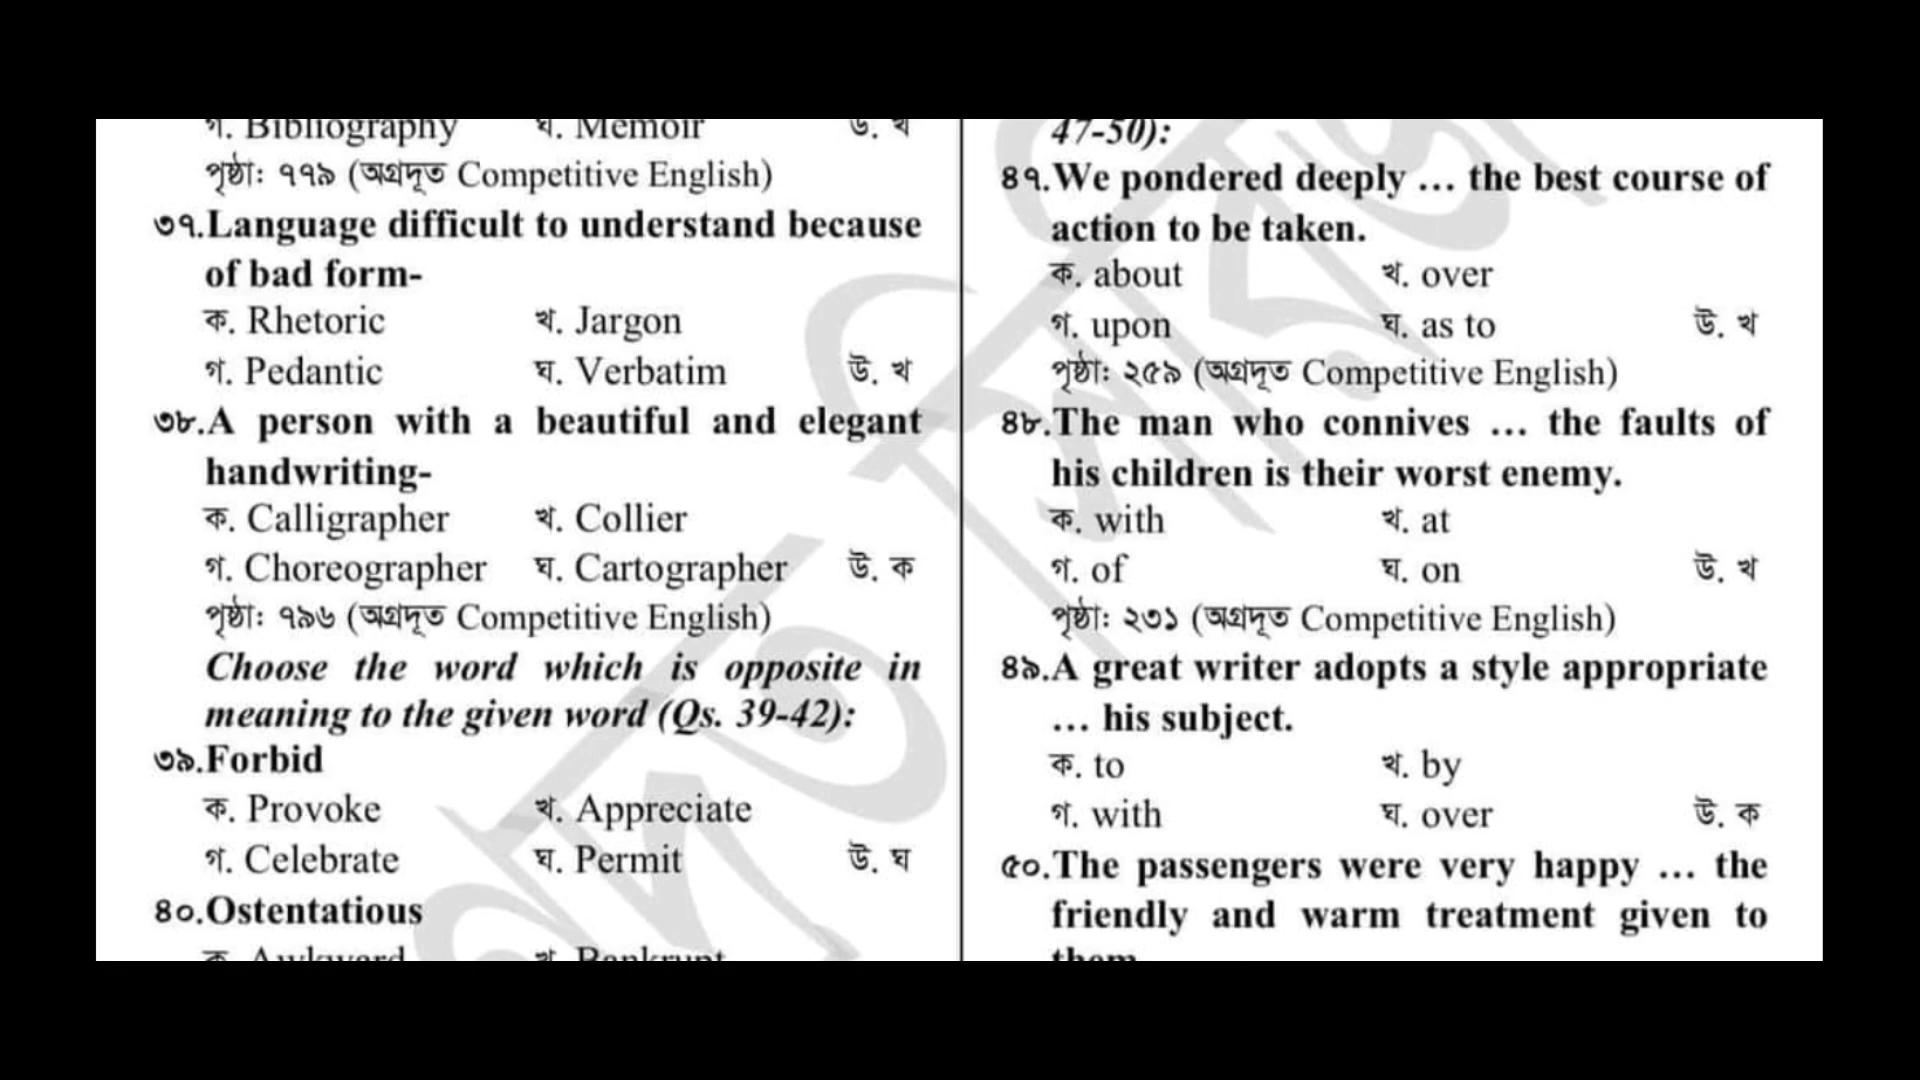 গ. Bibliography ঘ. Memoir উ. খ
পৃষ্ঠা: ৭৭৯ (অগ্রদূত Competitive English)
৩৭.Language difficult to understand because
of bad form-
ক. Rhetoric খ. Jargon
গ. Pedantic ঘ. Verbatim উ. খ
৩৮.A person with a beautiful and elegant
handwriting-
ক. Calligrapher খ. Collier
গ. Choreographer ঘ. Cartographer উ. ক
পৃষ্ঠা: ৭৯৬ (অগ্রদূত Competitive English)
Choose the word which is opposite in
meaning to the given word (Qs. 39-42):
৩৯.Forbid
ক. Provoke খ. Appreciate
গ. Celebrate ঘ. Permit উ. ঘ
৪০.Ostentatious
ক. Awkward খ. Bankrupt
47-50):
৪৭.We pondered deeply ... the best course of
action to be taken.
ক. about খ. over
গ. upon ঘ. as to উ. খ
পৃষ্ঠা: ২৫৯ (অগ্রদূত Competitive English)
৪৮.The man who connives ... the faults of
his children is their worst enemy.
ক. with খ. at
গ. of ঘ. on উ. খ
পৃষ্ঠা: ২৩১ (অগ্রদূত Competitive English)
৪৯.A great writer adopts a style appropriate
... his subject.
ক. to খ. by
গ. with ঘ. over উ. ক
৫০.The passengers were very happy ... the
friendly and warm treatment given to
them